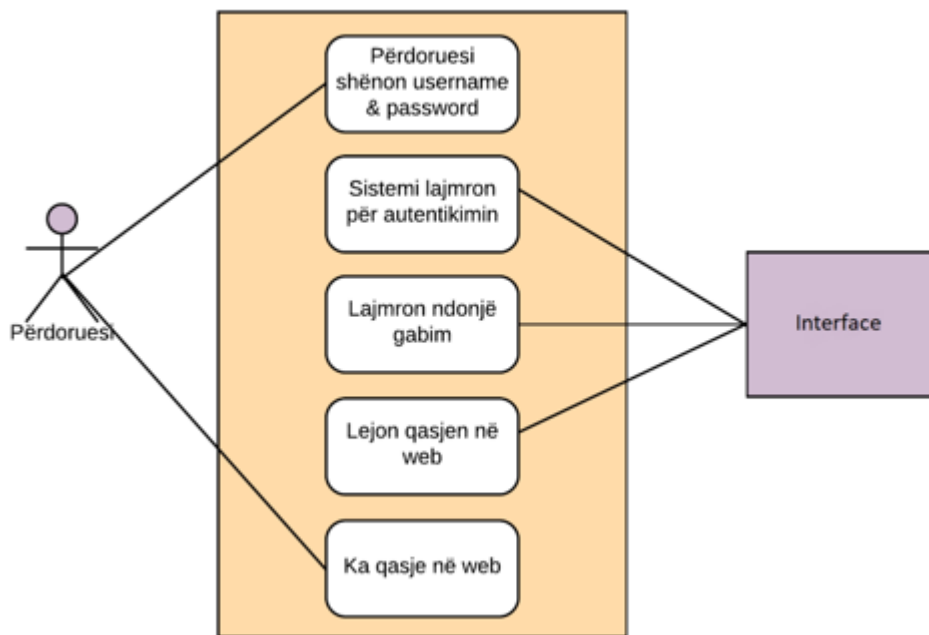 Përdoruesi
shënon username
& password
Sistemi lajmron
për autentikimin
Lajmron ndonjë
gabim
Lejon qasjen në
web
Ka qasje në web
Përdoruesi
Interface